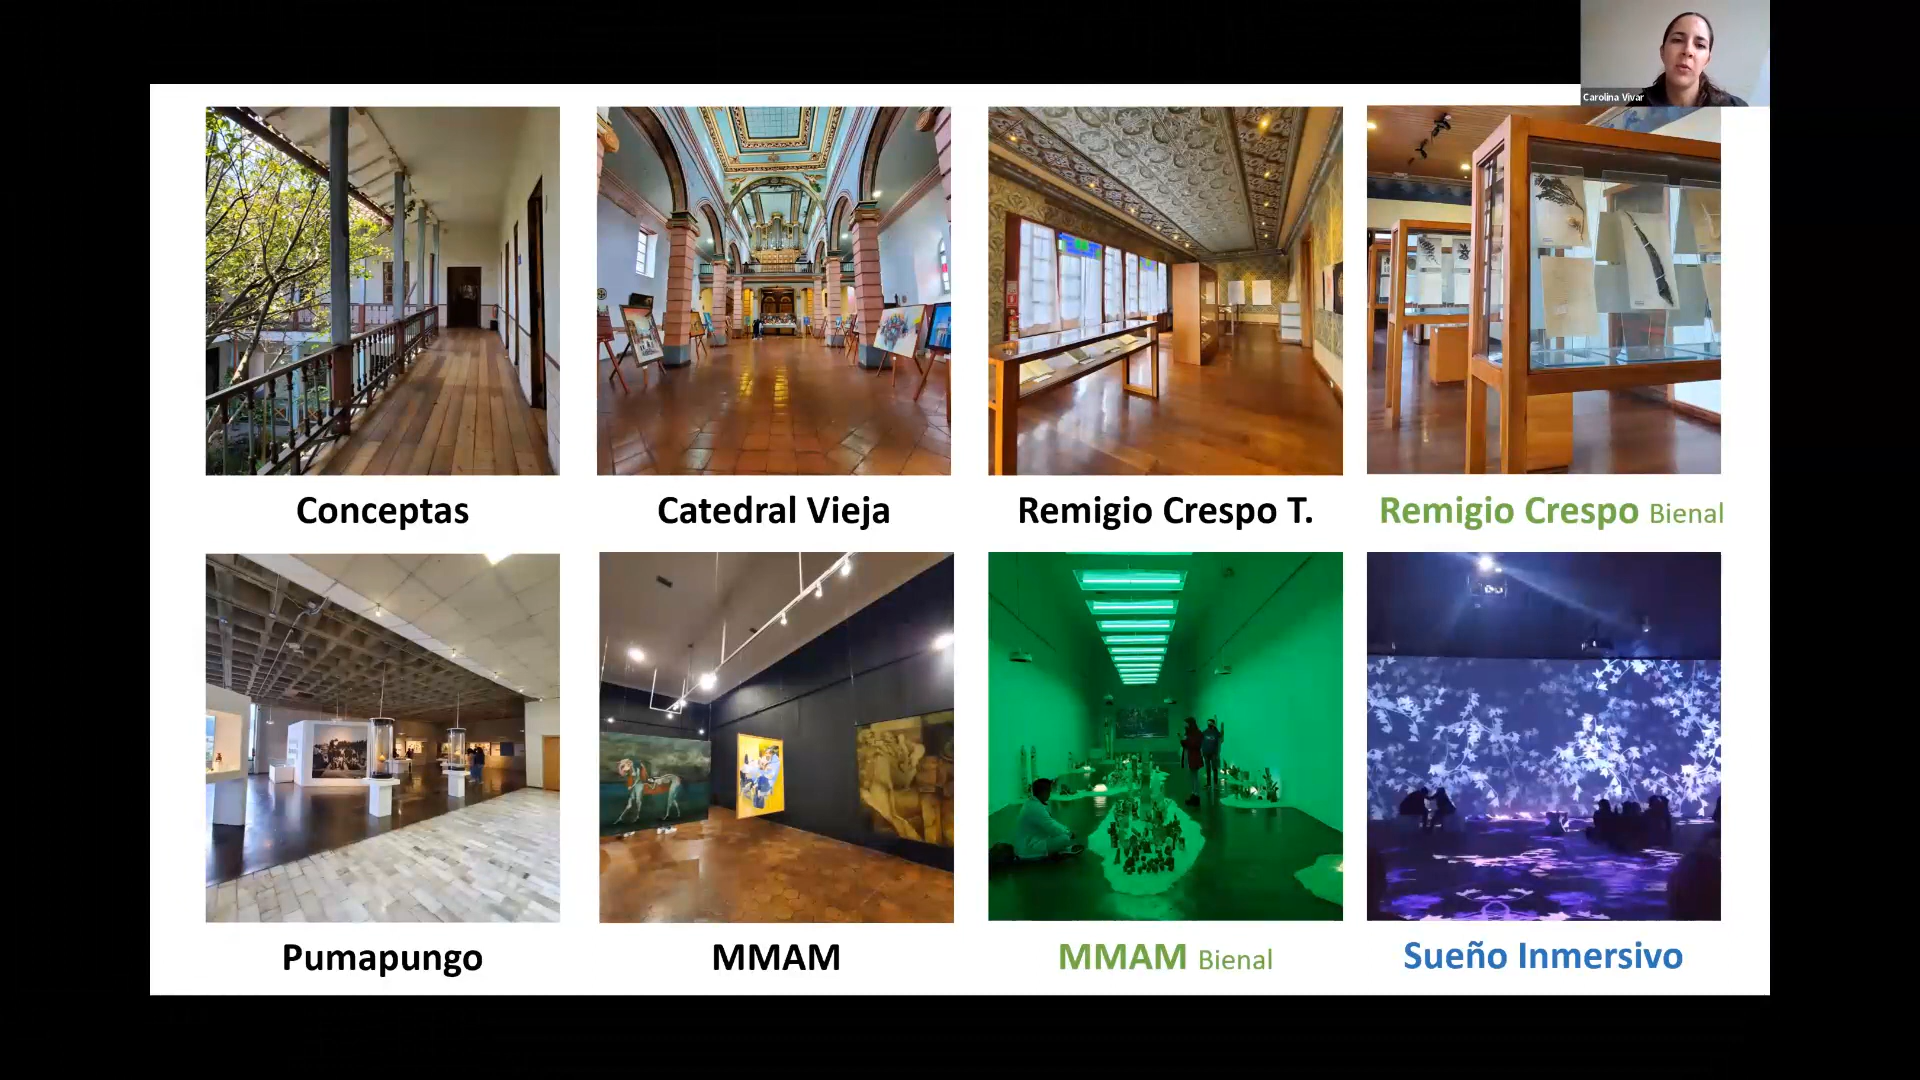 Carolina Vivar
Conceptas
Catedral Vieja
Remigio Crespo T.
Remigio Crespo Bienal
Pumapungo
MMAM
MMAM Bienal
Sueño Inmersivo